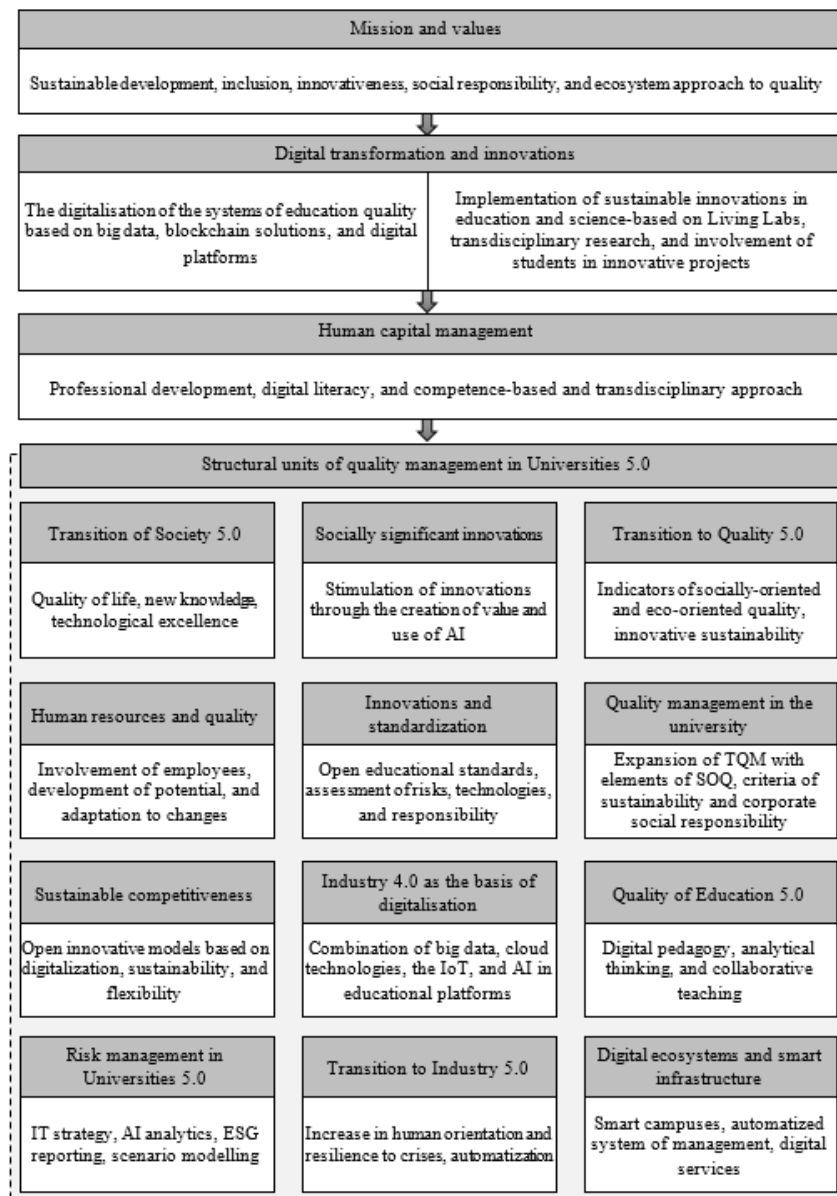 Mission and values
Sustainable development, inclusion, innovativeness, social responsibility, and ecosystem approach to quality
Digital transformation and innovations
The digitalisation of the systems of education quality
based on big data, blockchain solutions, and digital
platforms
Implementation of sustainable innovations in
education and science-based on Living Labs,
transdisciplinary research, and involvement of
students in innovative projects
Human capital management
Professional development, digital literacy, and competence-based and transdisciplinary approach
Structural units of quality management in Universities 5.0
Transition of Society 5.0
Quality of life, new knowledge,
technological excellence
Socially significant innovations
Stimulation of innovations
through the creation of value and
use of AI
Transition to Quality 5.0
Indicators of socially-oriented
and eco-oriented quality,
innovative sustainability
Human resources and quality
Involvement of employees,
development of potential, and
adaptation to changes
Innovations and
standardization
Open educational standards,
assessment of risks, technologies,
and responsibility
Quality management in the
university
Expansion of TQM with
elements of SOQ, criteria of
sustainability and corporate
social responsibility
Sustainable competitiveness
Open innovative models based on
digitalization, sustainability, and
flexibility
Industry 4.0 as the basis of
digitalisation
Combination of big data, cloud
technologies, the IoT, and AI in
educational platforms
Quality of Education 5.0
Digital pedagogy, analytical
thinking, and collaborative
teaching
Risk management in
Universities 5.0
IT strategy, AI analytics, ESG
reporting, scenario modelling
Transition to Industry 5.0
Increase in human orientation and
resilience to crises, automatization
Digital ecosystems and smart
infrastructure
Smart campuses, automatized
system of management, digital
services